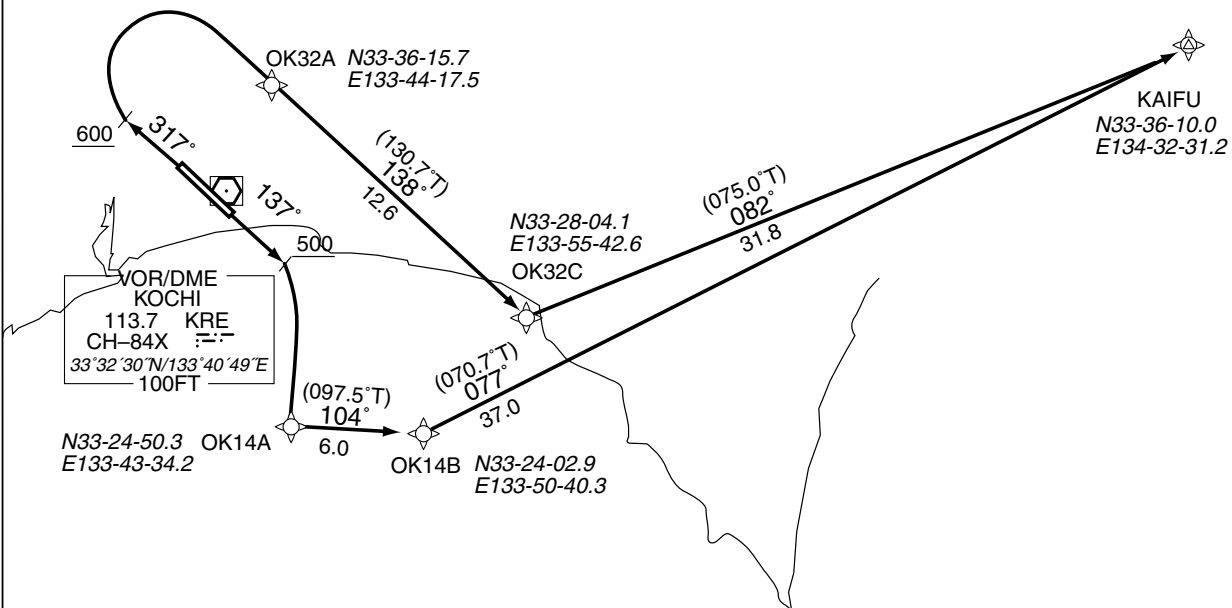 OK32A N33-36-15.7
E133-44-17.5
KAIFU
N33-36-10.0
E134-32-31.2
600
317°
(130.7°T)
138°
12.6
137°
(075.0°T)
082°
31.8
N33-28-04.1
E133-55-42.6
OK32C
500
VOR/DME
KOCHI
113.7 KRE
CH–84X
33°32´30˝N/133°40´49˝E
100FT
(070.7°T)
077°
37.0
(097.5°T)
104°
6.0
N33-24-50.3 OK14A
E133-43-34.2
OK14B N33-24-02.9
E133-50-40.3